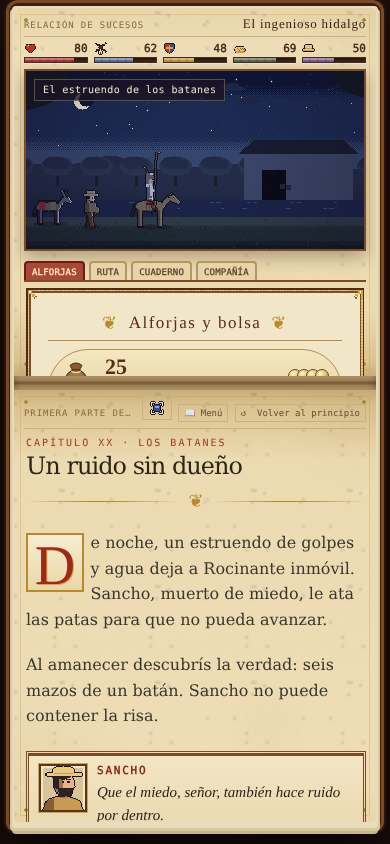 RELACIÓN DE SUCESOS
El ingenioso hidalgo
80 62 48 69 50
El estruendo de los batanes
ALFORJAS RUTA CUADERNO COMPAÑÍA
Alforjas y bolsa
25
PRIMERA PARTE DE… Menú ↺ Volver al principio
CAPÍTULO XX · LOS BATANES
Un ruido sin dueño
De noche, un estruendo de golpes
y agua deja a Rocinante inmóvil.
Sancho, muerto de miedo, le ata
las patas para que no pueda avanzar.
Al amanecer descubrís la verdad: seis
mazos de un batán. Sancho no puede
contener la risa.
SANCHO
Que el miedo, señor, también hace ruido
por dentro.